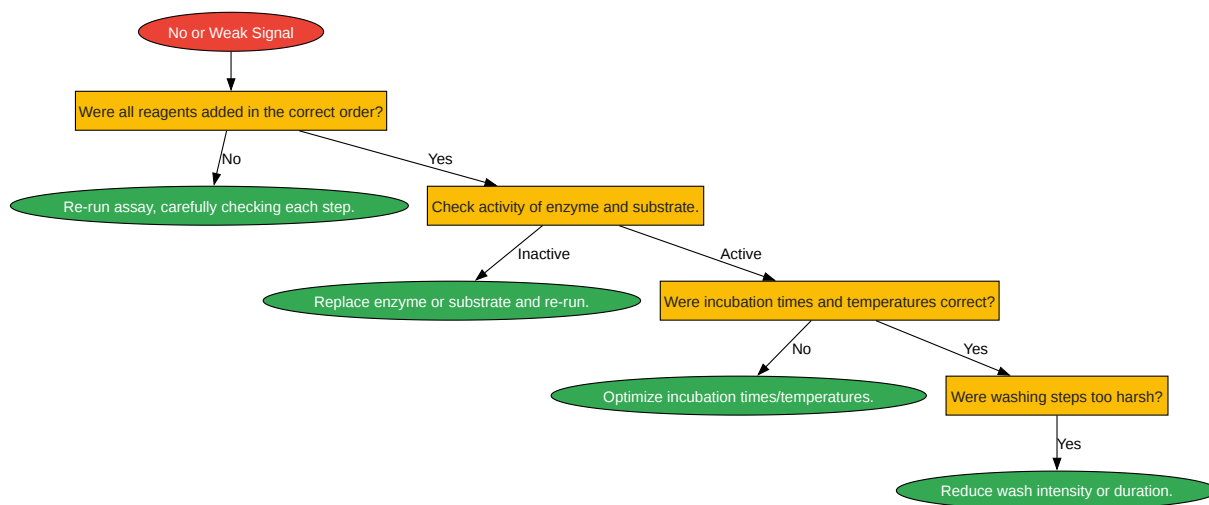 No or Weak Signal
Were all reagents added in the correct order?
No
Yes
Re-run assay, carefully checking each step.
Check activity of enzyme and substrate.
Inactive
Active
Replace enzyme or substrate and re-run.
Were incubation times and temperatures correct?
No
Yes
Optimize incubation times/temperatures.
Were washing steps too harsh?
Yes
Reduce wash intensity or duration.